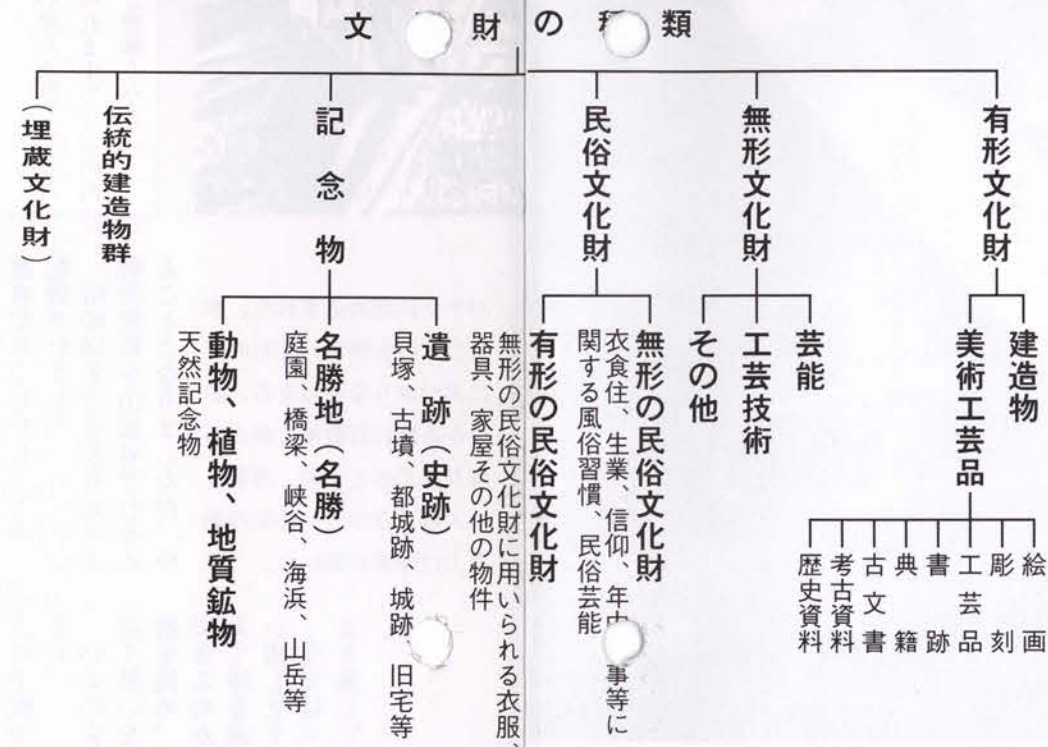 文 財の 類
有形文化財
建造物
美術工芸品
絵画
彫刻
工芸品
書跡
典籍
古文書
考古資料
歴史資料
無形文化財
芸能
工芸技術
その他
民俗文化財
無形の民俗文化財
衣食住、生業、信仰、年中 事等に
関する風俗習慣、民俗芸能
有形の民俗文化財
無形の民俗文化財に用いられる衣服、
器具、家屋その他の物件
記念物
遺跡(史跡)
貝塚、古墳、都城跡 城跡 旧宅等
名勝地(名勝)
庭園、橋梁 峡谷、海浜、山岳等
動物、植物、地質鉱物
天然記念物
伝統的建造物群
(埋蔵文化財)